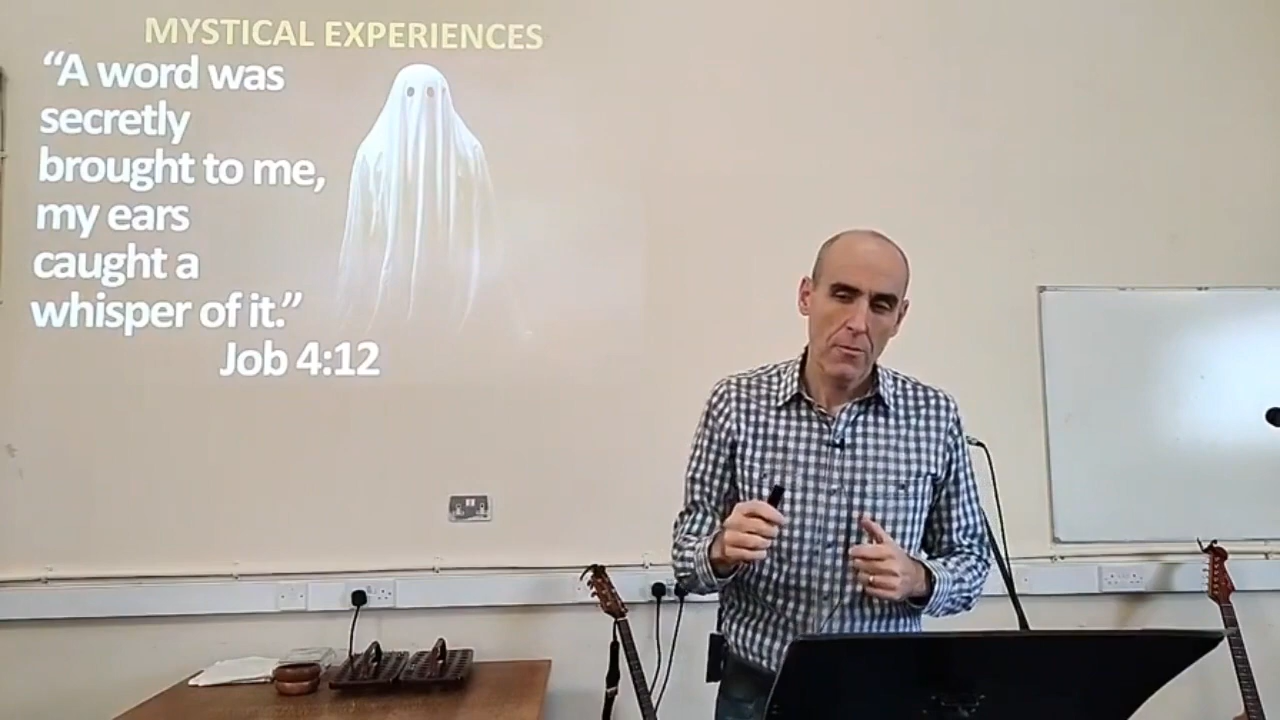 MYSTICAL EXPERIENCES
“A word was
secretly
brought to me,
my ears
caught a
whisper of it.”
Job 4:12